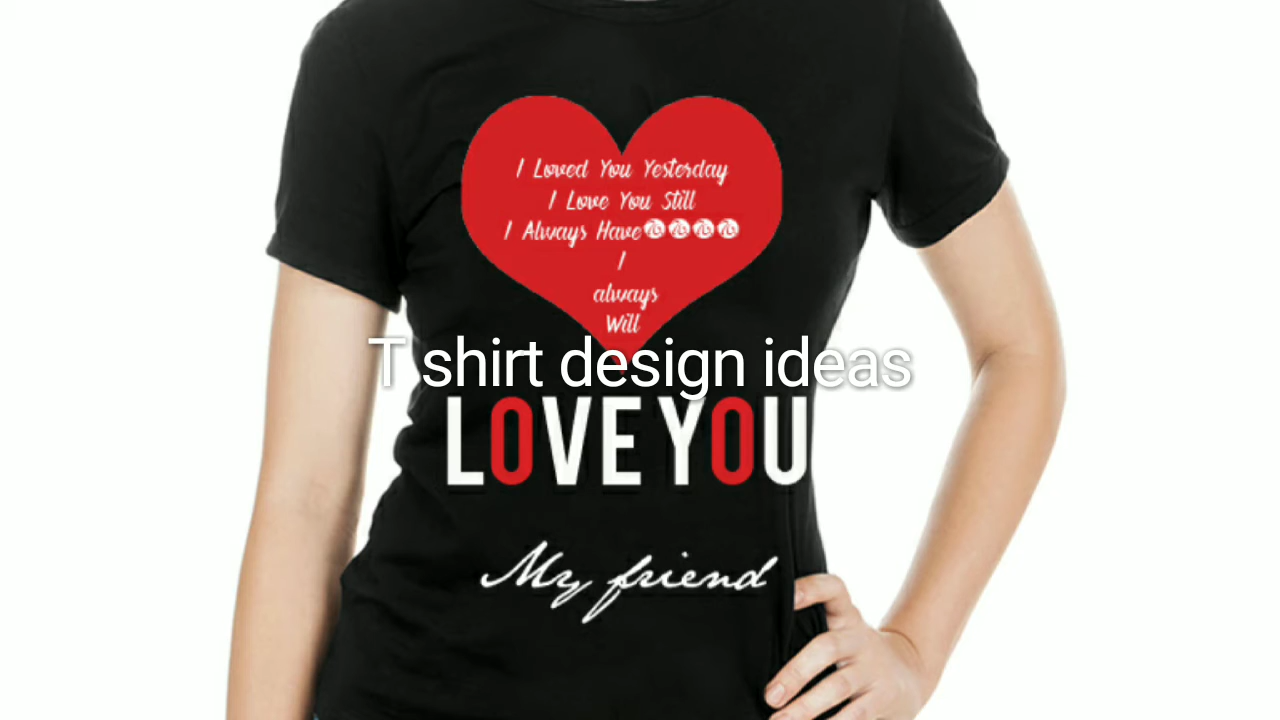 I Loved You Yesterday
I Love You Still
I Always Have
I
always
Will
T shirt design ideas
LOVE YOU
My friend